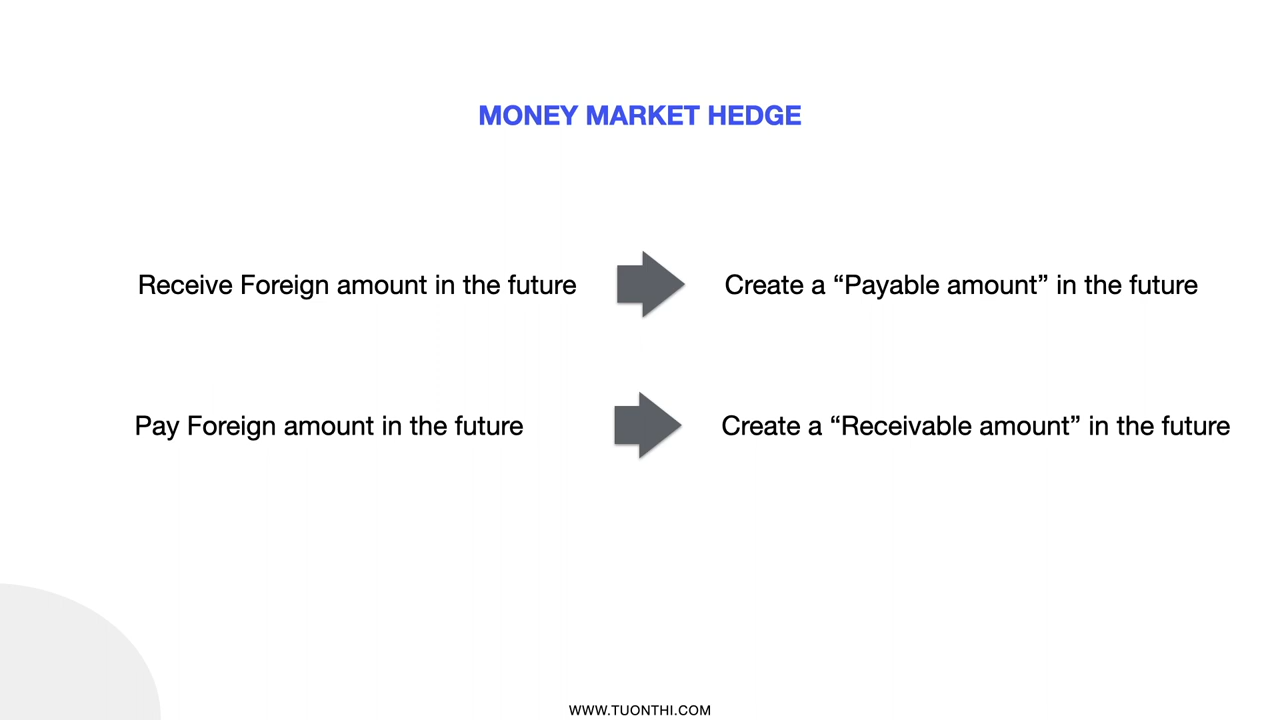 MONEY MARKET HEDGE
Receive Foreign amount in the future
Create a “Payable amount” in the future
Pay Foreign amount in the future
Create a “Receivable amount” in the future
WWW.TUONTHI.COM